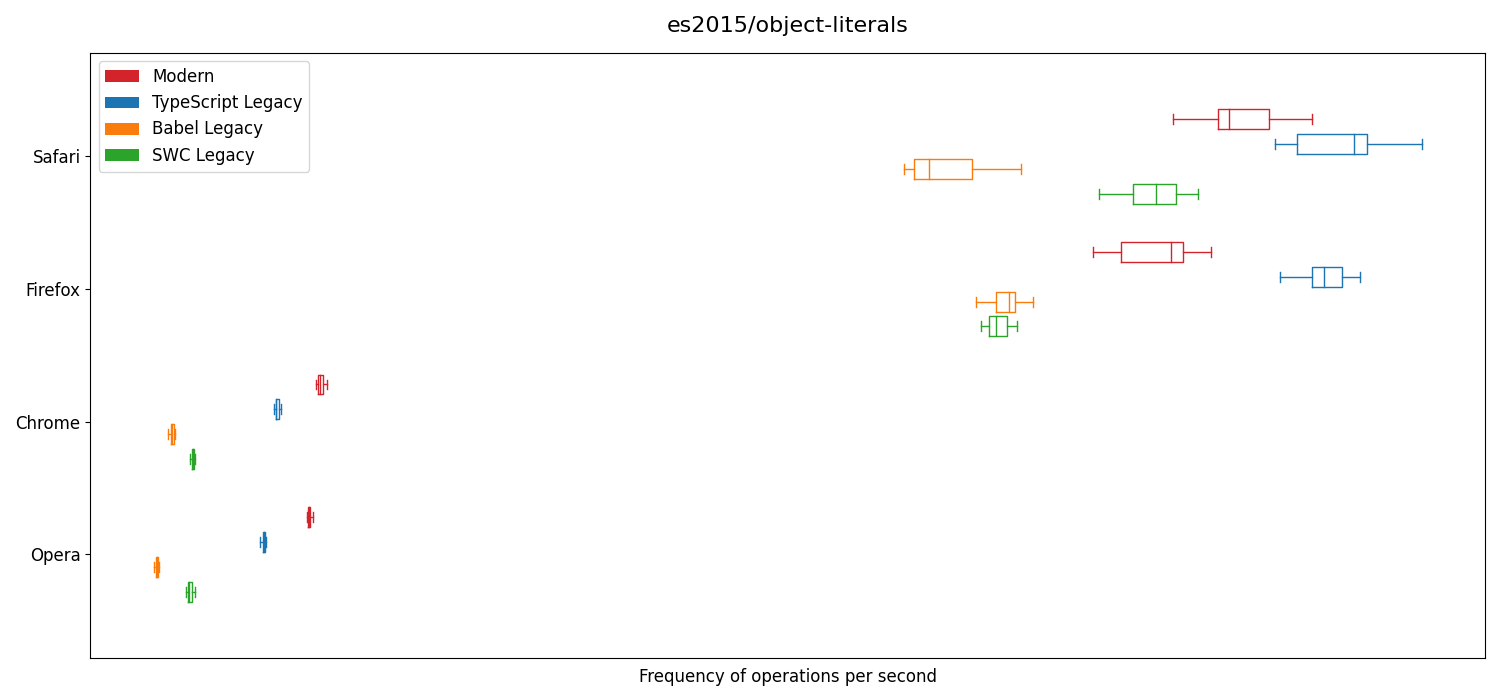 es2015/object-literals
Modern
TypeScript Legacy
Babel Legacy
SWC Legacy
Safari
Firefox
Chrome
Opera
Frequency of operations per second